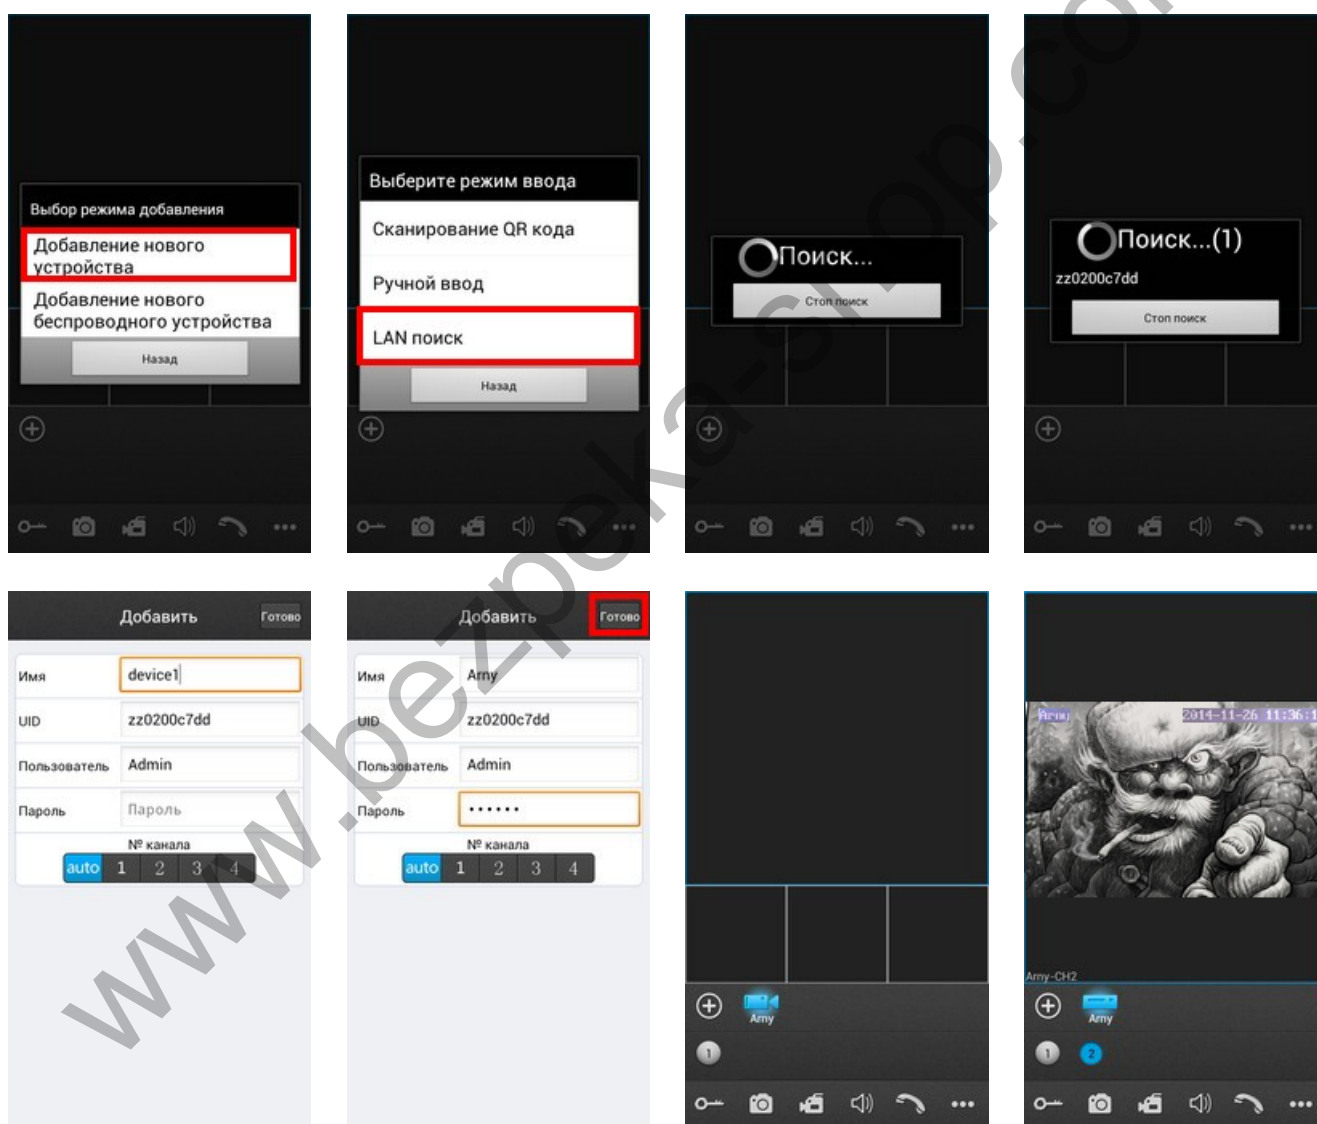 Выбор режима добавления
Добавление нового
устройства
Добавление нового
беспроводного устройства
Назад
Выберите режим ввода
Сканирование QR кода
Ручной ввод
LAN поиск
Назад
Поиск...
Стоп поиск
Поиск...(1)
zz0200c7dd
Стоп поиск
Добавить
Готово
Имя
device1
UID
zz0200c7dd
Пользователь
Admin
Пароль
Пароль
№ канала
auto 1 2 3 4
Добавить
Готово
Имя
Arny
UID
zz0200c7dd
Пользователь
Admin
Пароль
••••••
№ канала
auto 1 2 3 4
Arny
1
Arny 2014-11-26 11:36:1
Arny-CH2
Arny
1 2
www.bezpeka-shop.com